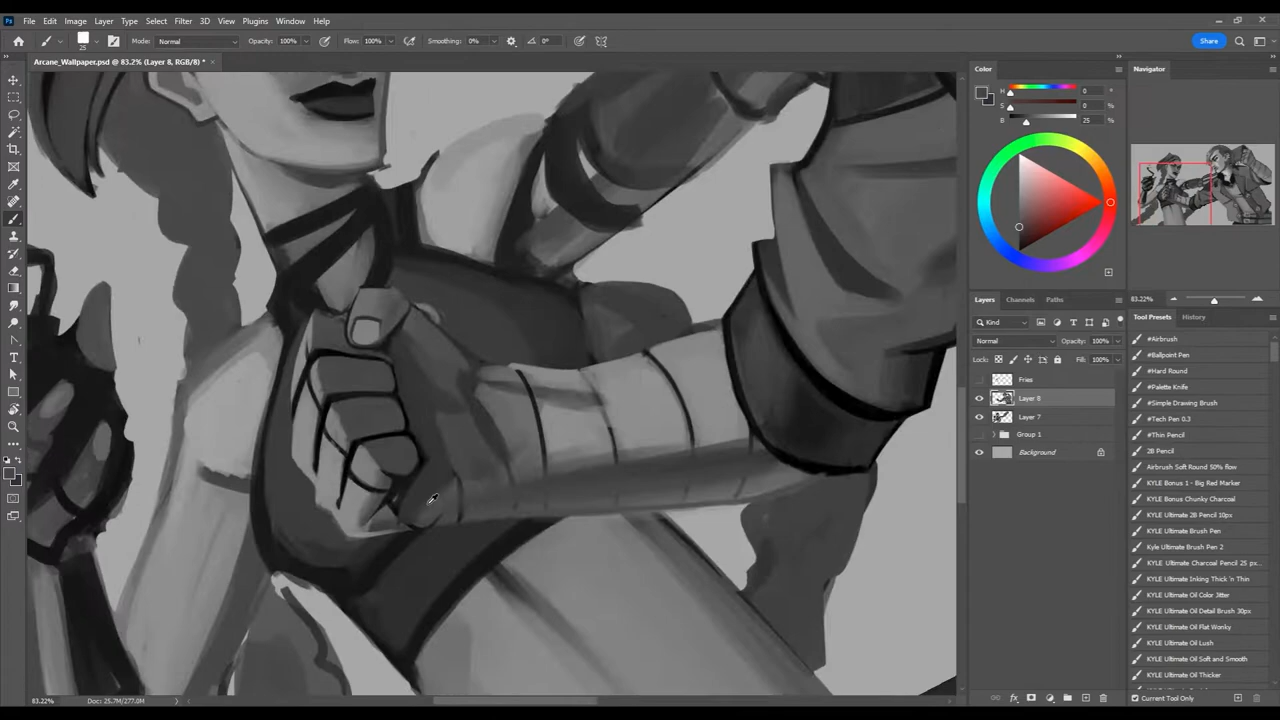 Ps File Edit Image Layer Type Select Filter 3D View Plugins Window Help
25 Mode: Normal Opacity: 100% Flow: 100% Smoothing: 0% 0° Share
Arcane_Wallpaper.psd @ 83.2% (Layer 8, RGB/8) *
Color
H 0 °
S 0 %
B 25 %
Navigator
83.22%
Layers Channels Paths
Kind
Normal Opacity: 100%
Lock: Fill: 100%
Fries
Layer 8
Layer 7
Group 1
Background
Tool Presets History
#Airbrush
#Ballpoint Pen
#Hard Round
#Palette Knife
#Simple Drawing Brush
#Tech Pen 0.3
#Thin Pencil
2B Pencil
Airbrush Soft Round 50% flow
KYLE Bonus 1 - Big Red Marker
KYLE Bonus Chunky Charcoal
KYLE Ultimate 2B Pencil 10px
KYLE Ultimate Brush Pen
Kyle Ultimate Brush Pen 2
KYLE Ultimate Charcoal Pencil 25 px...
KYLE Ultimate Inking Thick 'n Thin
KYLE Ultimate Oil Color Jitter
KYLE Ultimate Oil Detail Brush 30px
KYLE Ultimate Oil Flat Wonky
KYLE Ultimate Oil Lush
KYLE Ultimate Oil Soft and Smooth
KYLE Ultimate Oil Thicker
Current Tool Only
83.22% Doc: 25.7M/277.0M